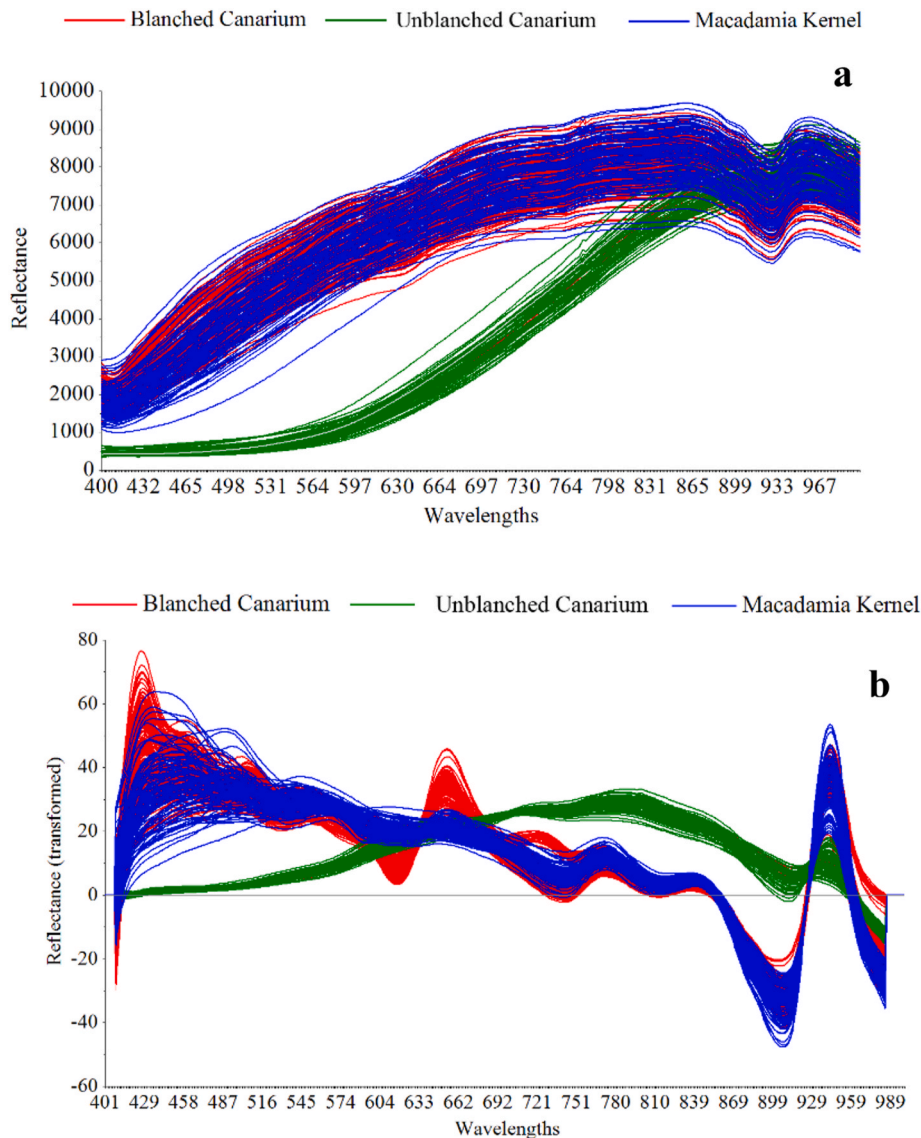 Blanched Canarium Unblanched Canarium Macadamia Kernel
a
10000
9000
8000
7000
6000
5000
4000
3000
2000
1000
0
Reflectance
400 432 465 498 531 564 597 630 664 697 730 764 798 831 865 899 933 967
Wavelengths
Blanched Canarium Unblanched Canarium Macadamia Kernel
b
80
60
40
20
0
-20
-40
-60
Reflectance (transformed)
401 429 458 487 516 545 574 604 633 662 692 721 751 780 810 839 869 899 929 959 989
Wavelengths